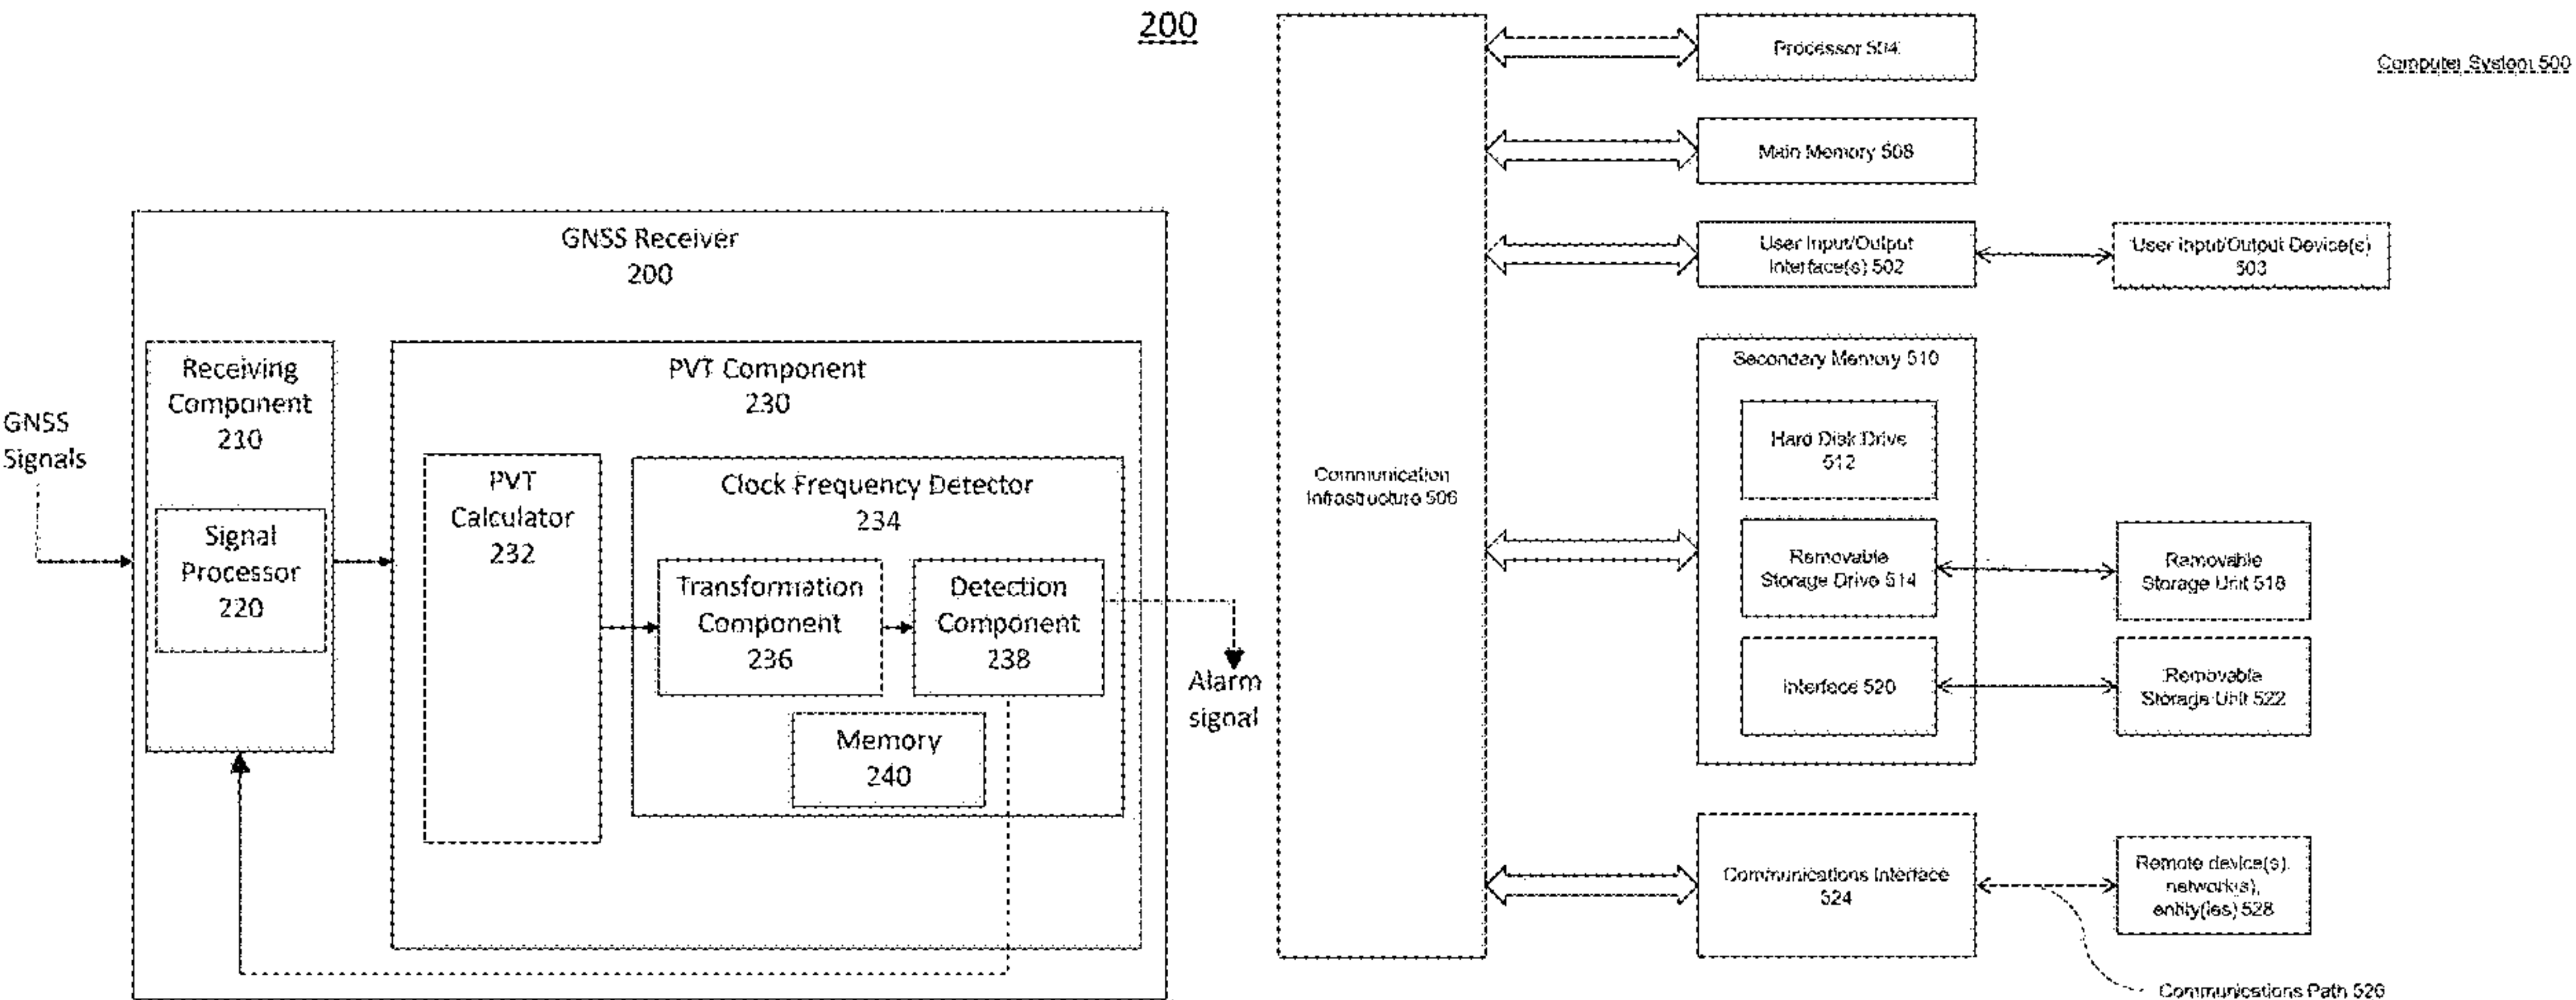 200
GNSS Receiver
200
Receiving
Component
210
Signal
Processor
220
GNSS
Signals
PVT Component
230
PVT
Calculator
232
Clock Frequency Detector
234
Transformation
Component
236
Detection
Component
238
Memory
240
Alarm
signal
Computer System 500
Communication
Infrastructure 506
Processor 504
Main Memory 508
User Input/Output
Interface(s) 502
User Input/Output Device(s)
503
Secondary Memory 510
Hard Disk Drive
512
Removable
Storage Drive 514
Removable
Storage Unit 518
Interface 520
Removable
Storage Unit 522
Communications Interface
524
Remote device(s),
network(s),
entity(ies) 528
Communications Path 526